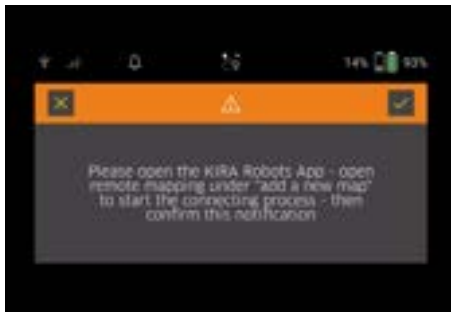 14% 93%
Please open the KIRA Robots App - open
remote mapping under "add a new map"
to start the connecting process - then
confirm this notification